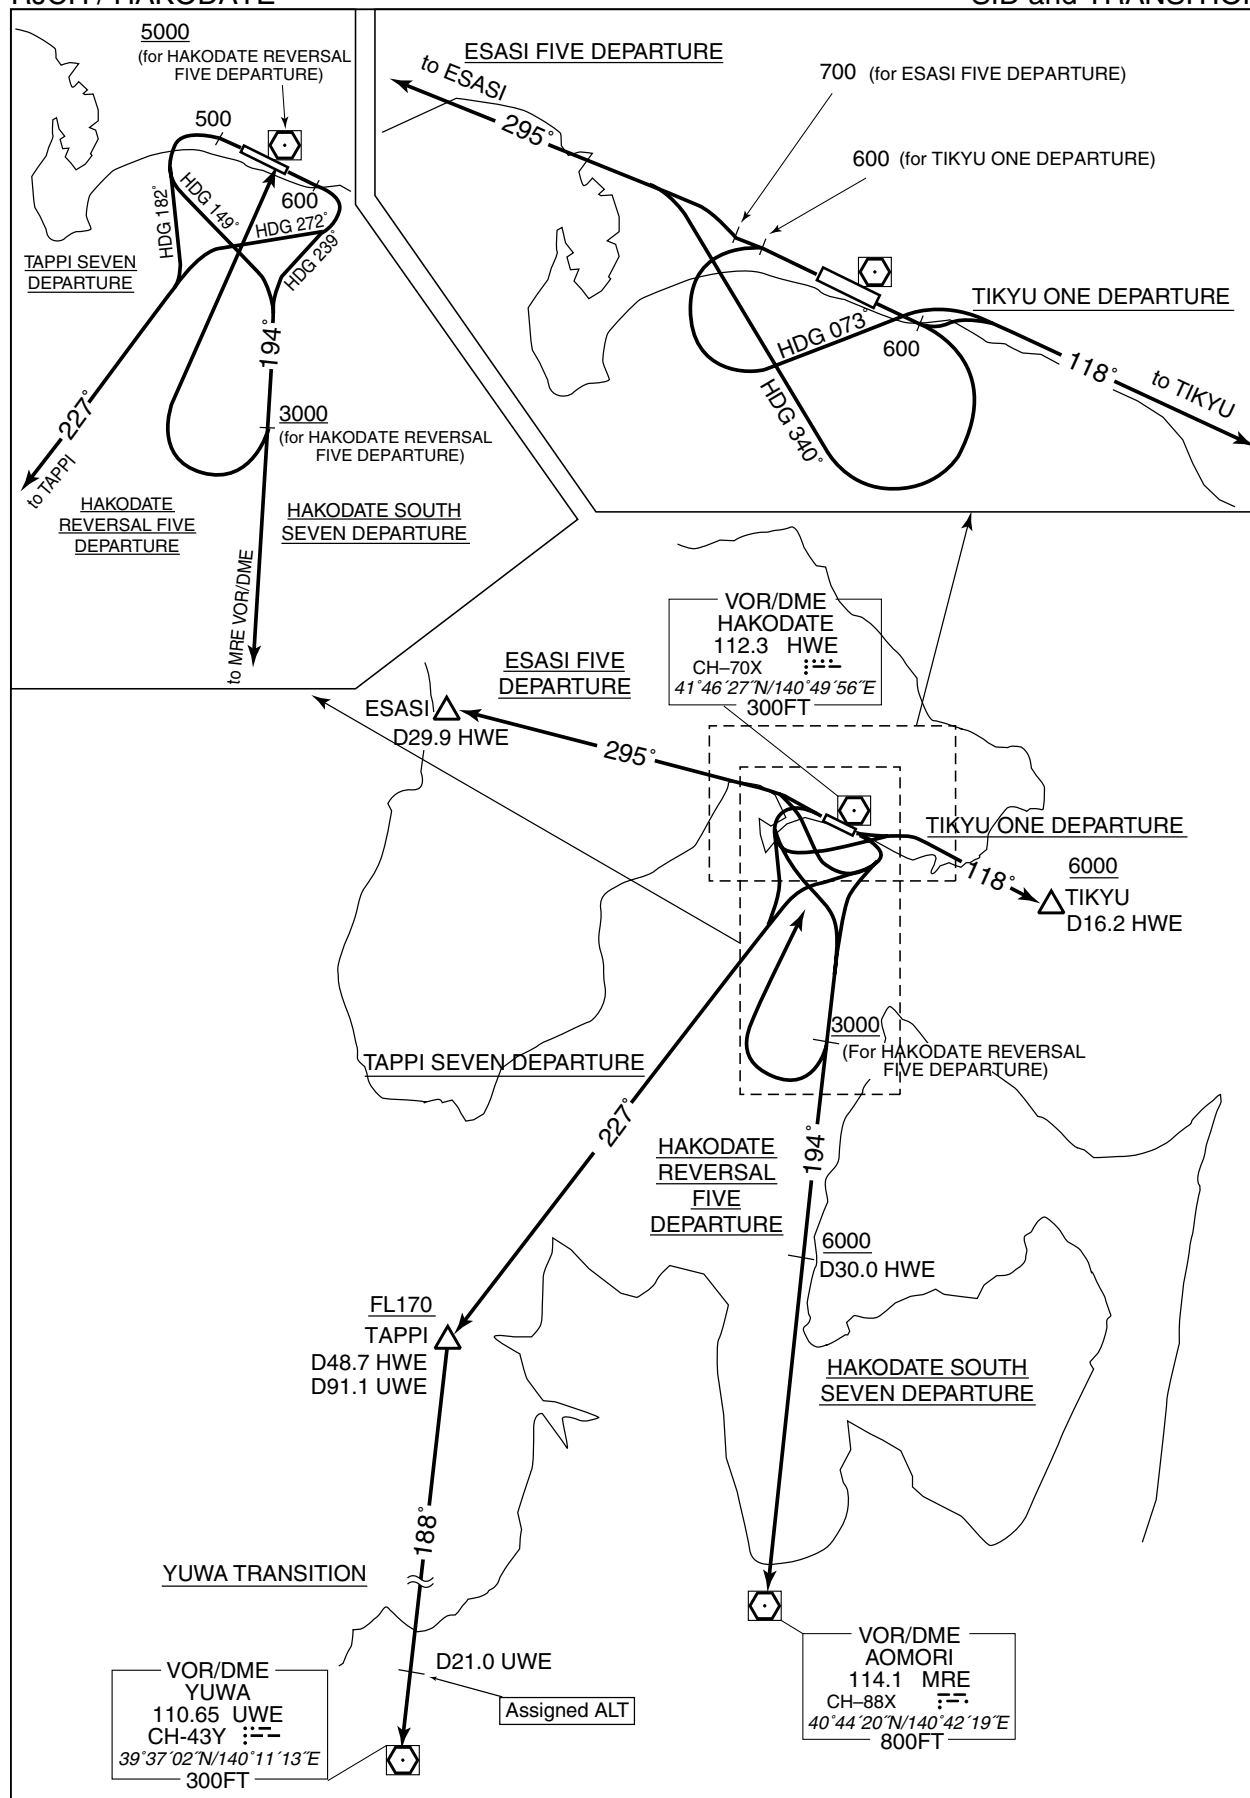 RJCH / HAKODATE
SID and TRANSITION
5000
(for HAKODATE REVERSAL
FIVE DEPARTURE)
500
600
HDG 182°
HDG 149°
HDG 272°
HDG 239°
TAPPI SEVEN
DEPARTURE
194°
227°
to TAPPI
3000
(for HAKODATE REVERSAL
FIVE DEPARTURE)
HAKODATE
REVERSAL FIVE
DEPARTURE
HAKODATE SOUTH
SEVEN DEPARTURE
to MRE VOR/DME
ESASI FIVE DEPARTURE
to ESASI
295°
700 (for ESASI FIVE DEPARTURE)
600 (for TIKYU ONE DEPARTURE)
TIKYU ONE DEPARTURE
HDG 073°
600
HDG 340°
118°
to TIKYU
VOR/DME
HAKODATE
112.3 HWE
CH–70X
41°46′27″N/140°49′56″E
300FT
ESASI FIVE
DEPARTURE
ESASI
D29.9 HWE
295°
TIKYU ONE DEPARTURE
118°
6000
TIKYU
D16.2 HWE
3000
(For HAKODATE REVERSAL
FIVE DEPARTURE)
TAPPI SEVEN DEPARTURE
227°
194°
HAKODATE
REVERSAL
FIVE
DEPARTURE
6000
D30.0 HWE
FL170
TAPPI
D48.7 HWE
D91.1 UWE
HAKODATE SOUTH
SEVEN DEPARTURE
188°
YUWA TRANSITION
D21.0 UWE
Assigned ALT
VOR/DME
YUWA
110.65 UWE
CH-43Y
39°37′02″N/140°11′13″E
300FT
VOR/DME
AOMORI
114.1 MRE
CH–88X
40°44′20″N/140°42′19″E
800FT